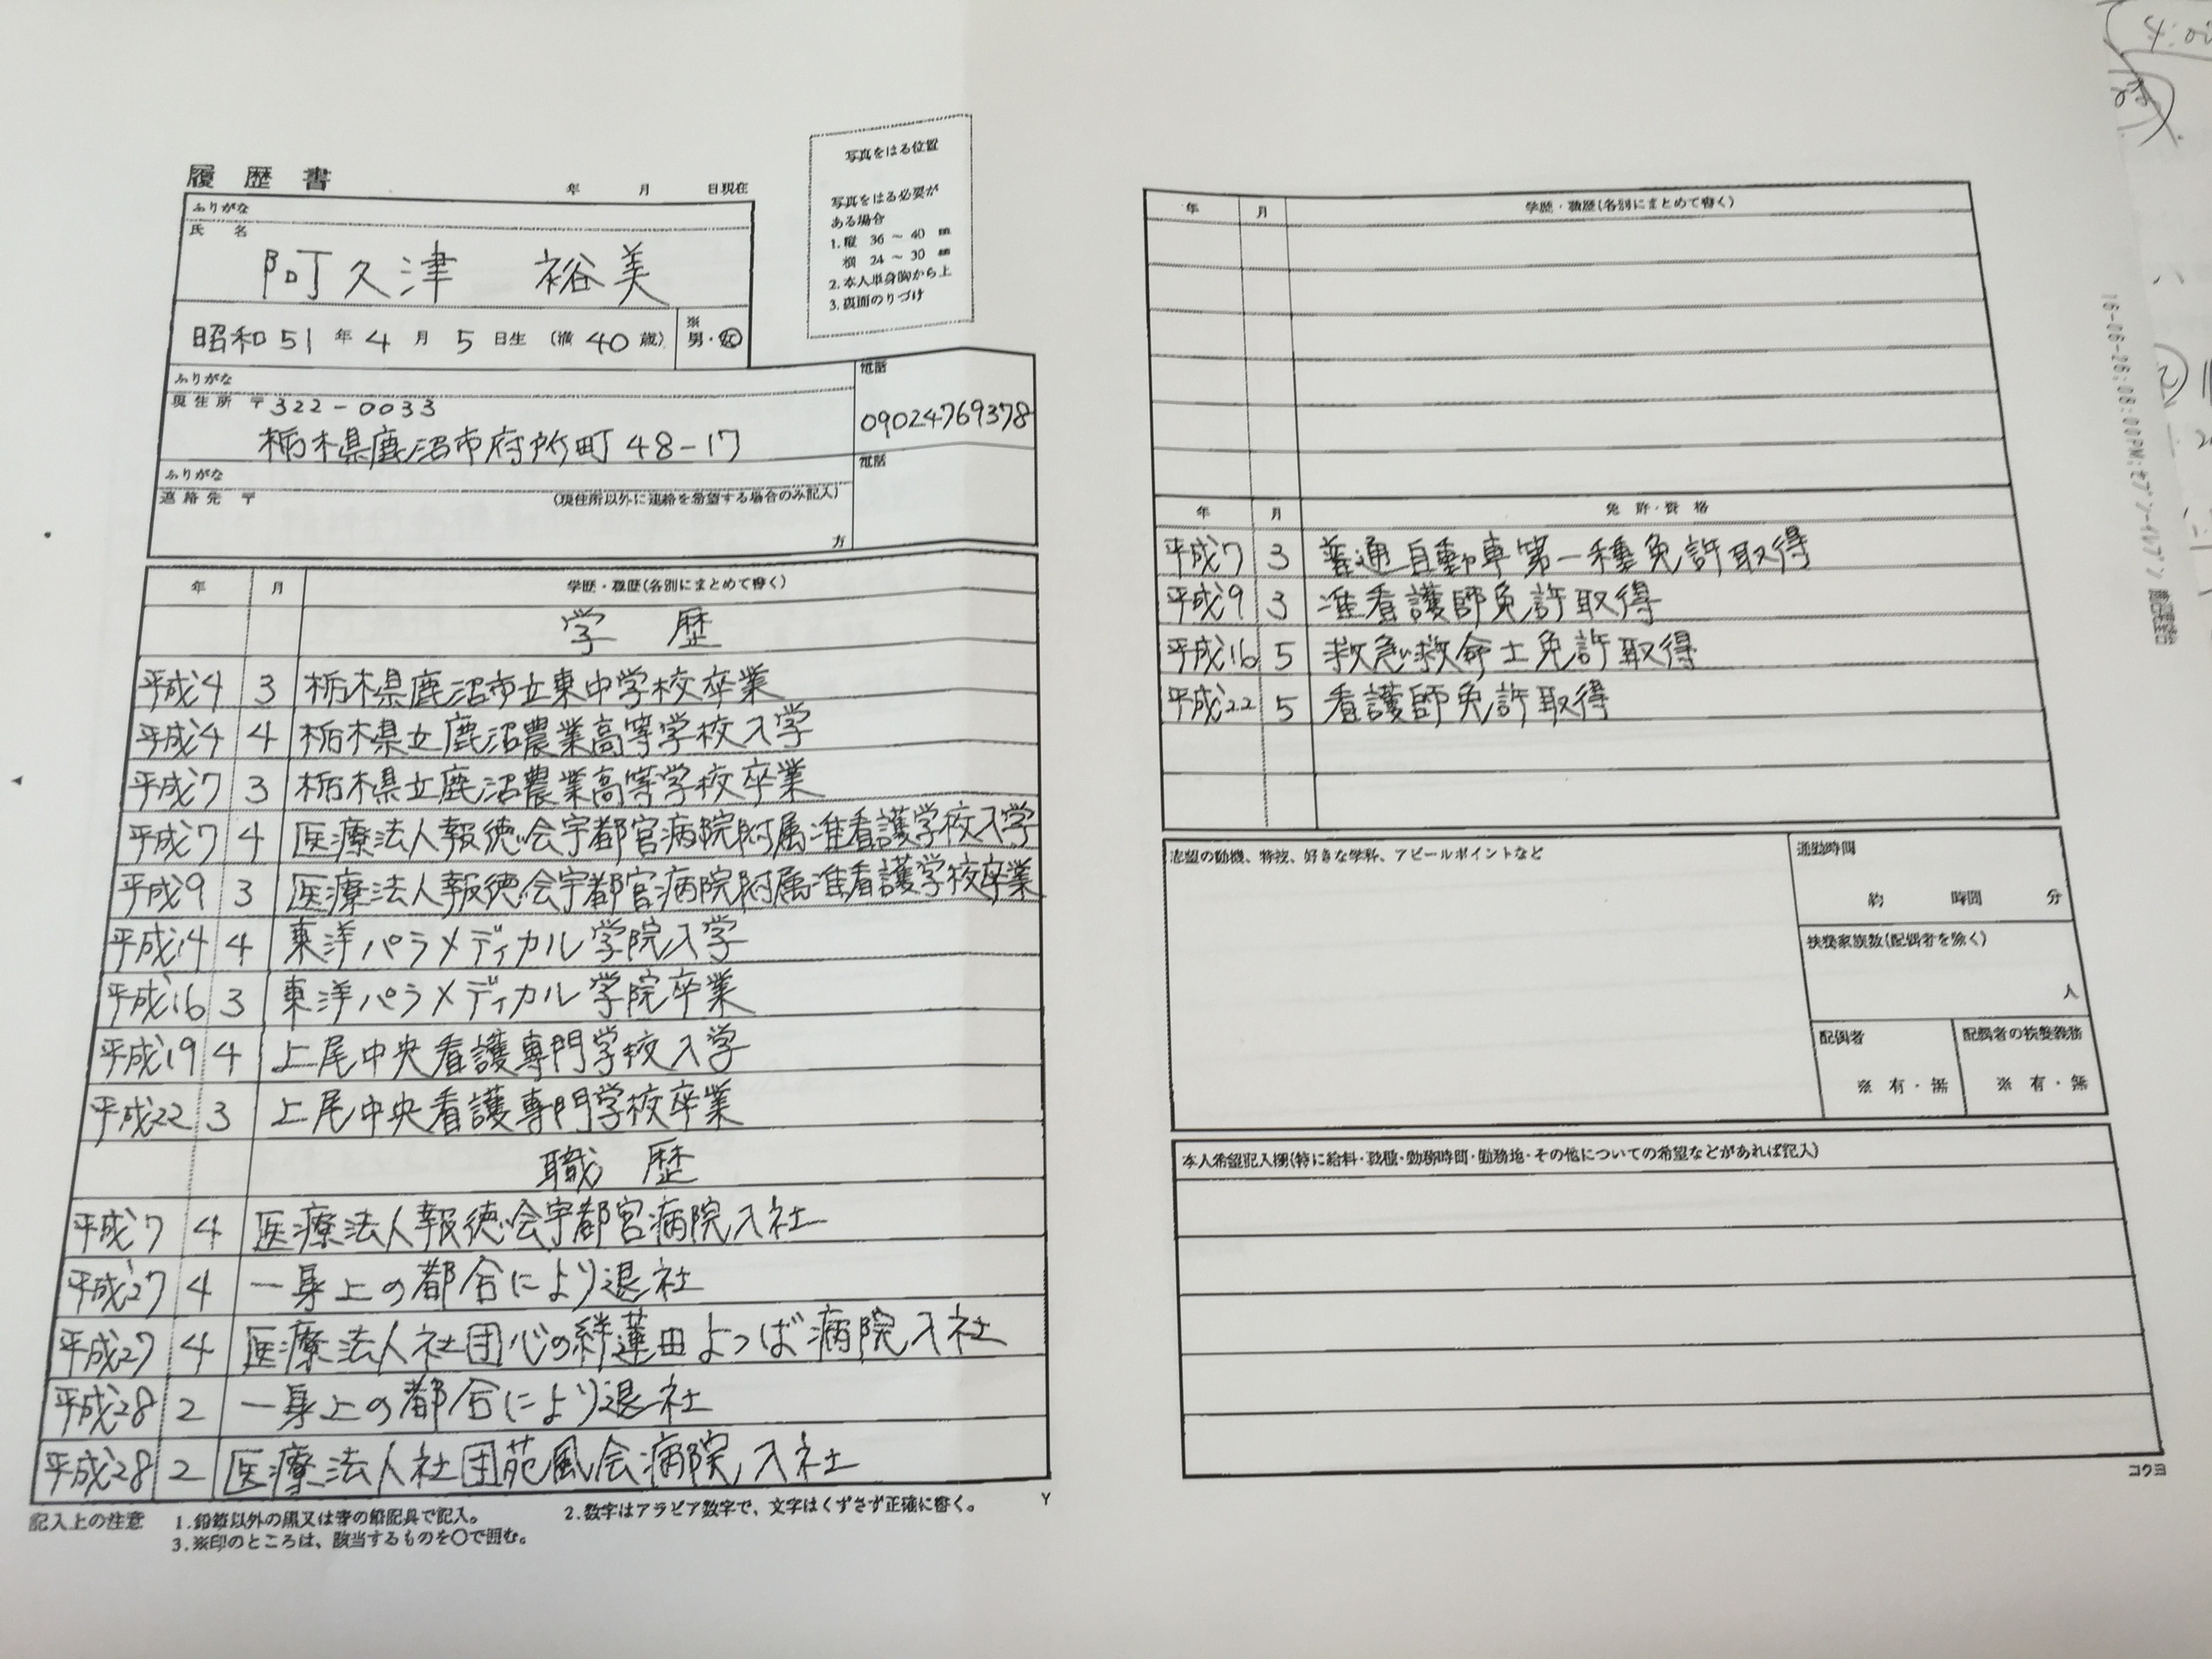 履歴書
年 月 日現在
ふりがな
氏名
阿久津 裕美
昭和51年4月5日生 (満40歳)
※
男・女
ふりがな
現住所 〒322-0033
栃木県鹿沼市府所町48-17
電話
09024769378
ふりがな
連絡先 〒
(現住所以外に連絡を希望する場合のみ記入)
方
電話
写真をはる位置
写真をはる必要が
ある場合
1.縦 36～40 mm
横 24～30 mm
2.本人単身胸から上
3.裏面のりづけ
年 月 学歴・職歴(各別にまとめて書く)
学歴
平成4 3 栃木県鹿沼市立東中学校卒業
平成4 4 栃木県立鹿沼農業高等学校入学
平成7 3 栃木県立鹿沼農業高等学校卒業
平成7 4 医療法人報徳会宇都宮病院附属准看護学校入学
平成9 3 医療法人報徳会宇都宮病院附属准看護学校卒業
平成14 4 東洋パラメディカル学院入学
平成16 3 東洋パラメディカル学院卒業
平成19 4 上尾中央看護専門学校入学
平成22 3 上尾中央看護専門学校卒業
職歴
平成7 4 医療法人報徳会宇都宮病院入社
平成27 4 一身上の都合により退社
平成27 4 医療法人社団心の絆蓮田よつば病院入社
平成28 2 一身上の都合により退社
平成28 2 医療法人社団花風会病院入社
記入上の注意 1.鉛筆以外の黒又は青の筆記具で記入。 2.数字はアラビア数字で、文字はくずさず正確に書く。
3.※印のところは、該当するものを○で囲む。
Y
年 月 学歴・職歴(各別にまとめて書く)
年 月 免許・資格
平成7 3 普通自動車第一種免許取得
平成9 3 准看護師免許取得
平成16 5 救急救命士免許取得
平成22 5 看護師免許取得
志望の動機、特技、好きな学科、アピールポイントなど
通勤時間
約 時間 分
扶養家族数(配偶者を除く)
人
配偶者
※ 有・無
配偶者の扶養義務
※ 有・無
本人希望記入欄(特に給料・職種・勤務時間・勤務地・その他についての希望などがあれば記入)
コクヨ
16-06-26;08:00PM;セブン-イレブン